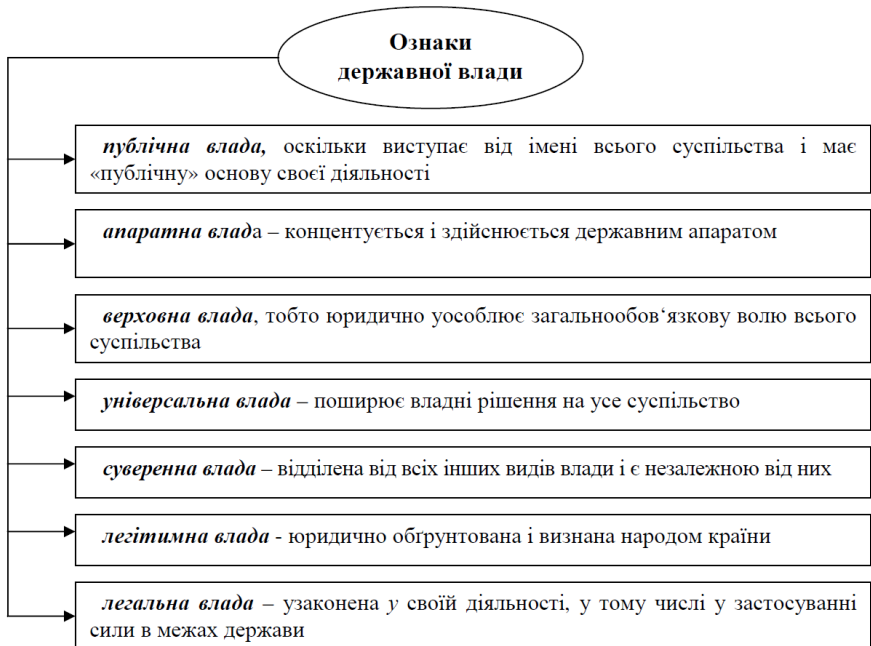 Ознаки
державної влади
публічна влада, оскільки виступає від імені всього суспільства і має
«публічну» основу своєї діяльності
апаратна влада – концентується і здійснюється державним апаратом
верховна влада, тобто юридично уособлює загальнообов‘язкову волю всього
суспільства
універсальна влада – поширює владні рішення на усе суспільство
суверенна влада – відділена від всіх інших видів влади і є незалежною від них
легітимна влада - юридично обґрунтована і визнана народом країни
легальна влада – узаконена у своїй діяльності, у тому числі у застосуванні
сили в межах держави